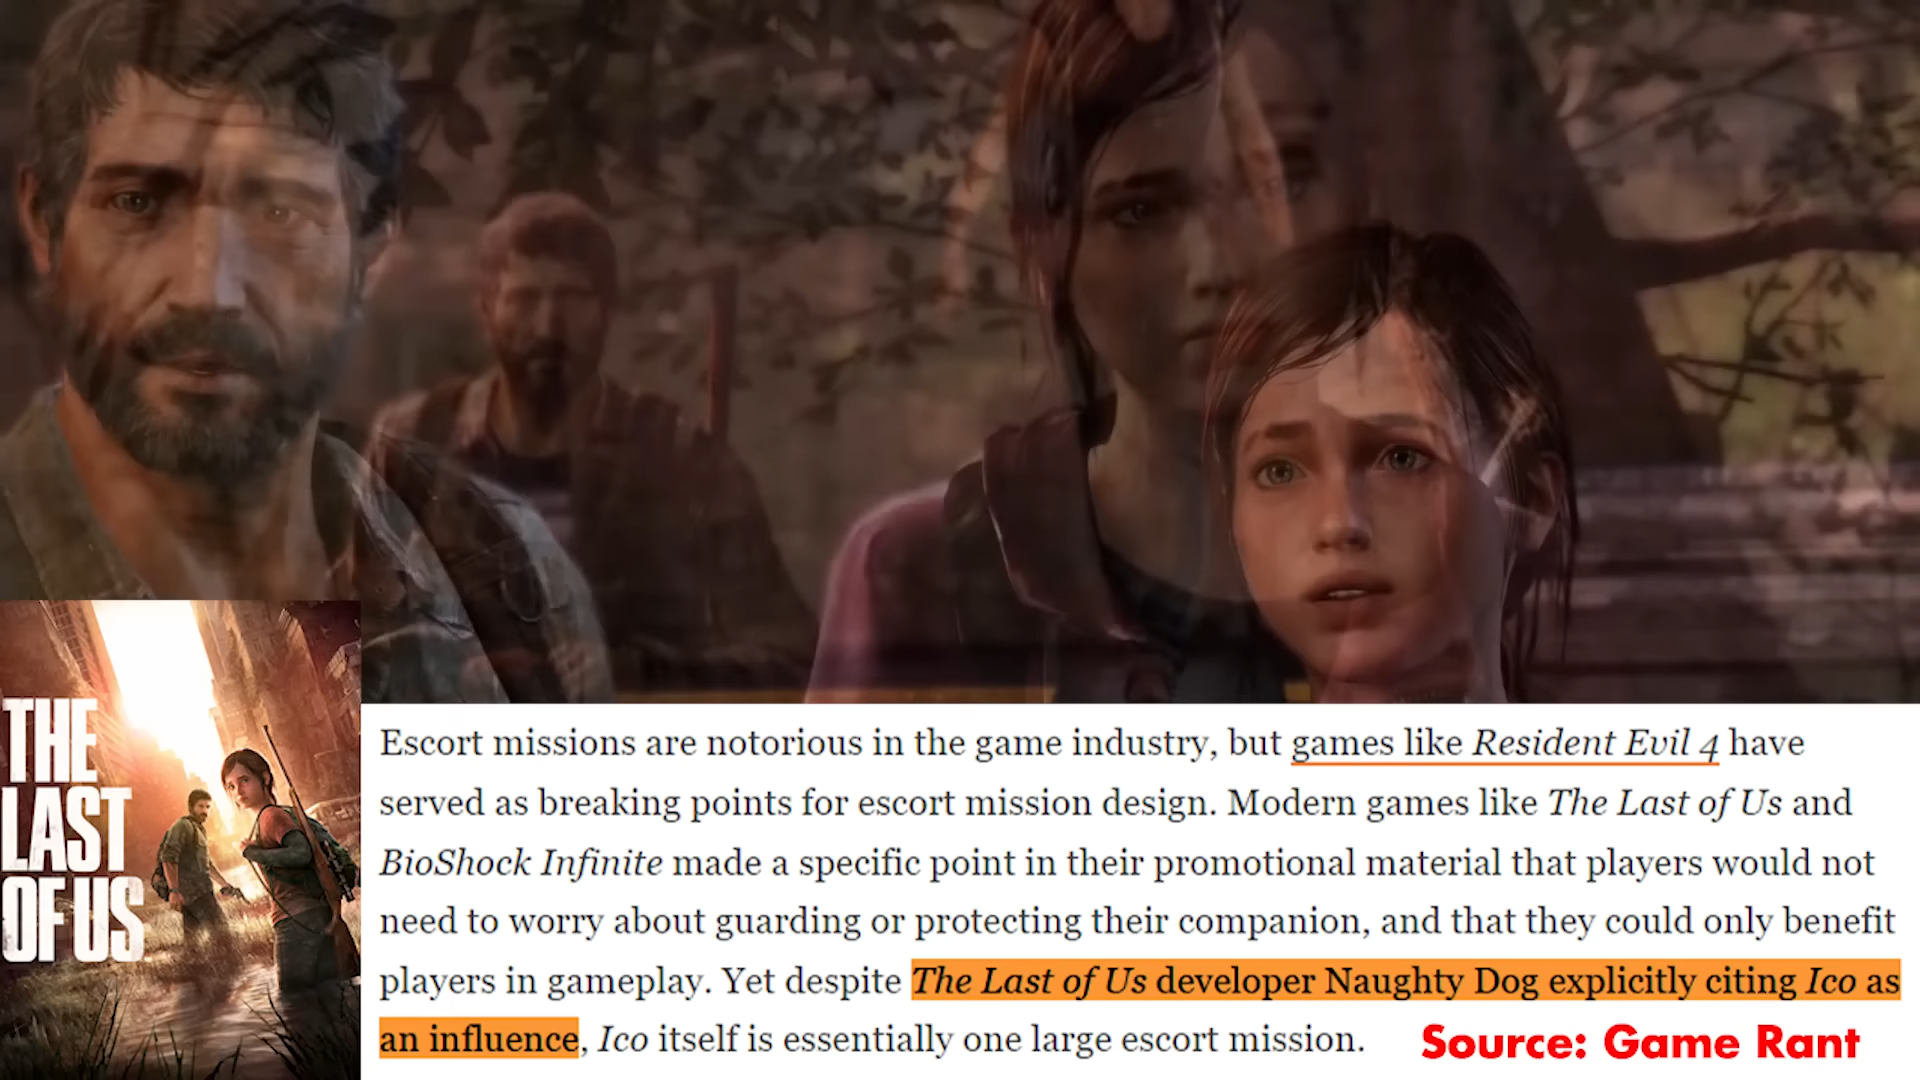 THE
LAST
OF US
Escort missions are notorious in the game industry, but games like Resident Evil 4 have
served as breaking points for escort mission design. Modern games like The Last of Us and
BioShock Infinite made a specific point in their promotional material that players would not
need to worry about guarding or protecting their companion, and that they could only benefit
players in gameplay. Yet despite The Last of Us developer Naughty Dog explicitly citing Ico as
an influence, Ico itself is essentially one large escort mission.
Source: Game Rant